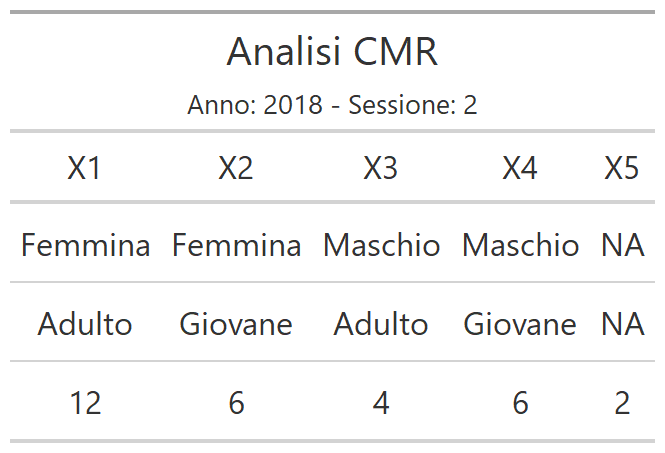 Analisi CMR
Anno: 2018 - Sessione: 2
X1 X2 X3 X4 X5
Femmina Femmina Maschio Maschio NA
Adulto Giovane Adulto Giovane NA
12 6 4 6 2